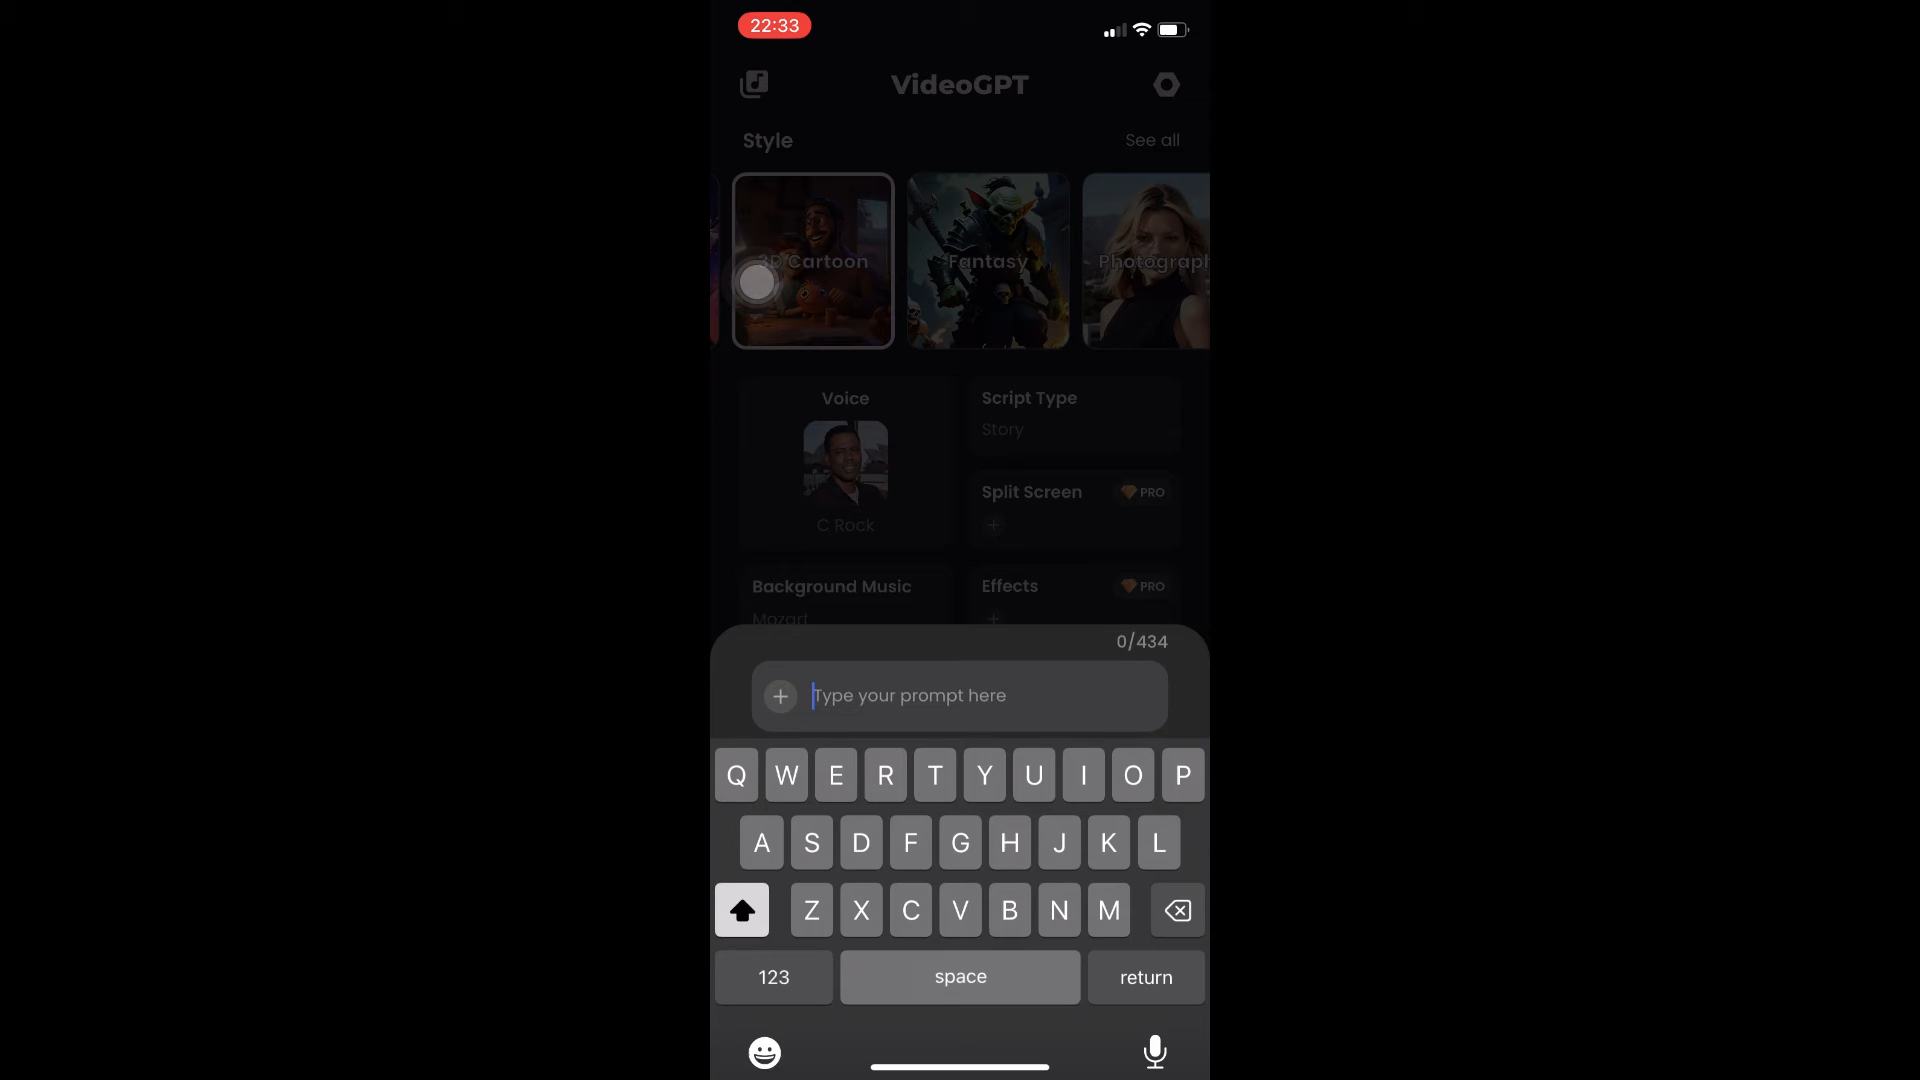 22:33
VideoGPT
Style
See all
3D Cartoon
Fantasy
Photograph
Voice
C Rock
Script Type
Story
Split Screen
PRO
Background Music
Mozart
Effects
PRO
0/434
Type your prompt here
Q W E R T Y U I O P
A S D F G H J K L
Z X C V B N M
123
space
return